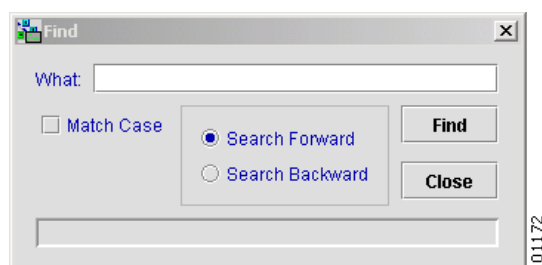 Find
What:
Match Case
Search Forward
Search Backward
Find
Close
01172